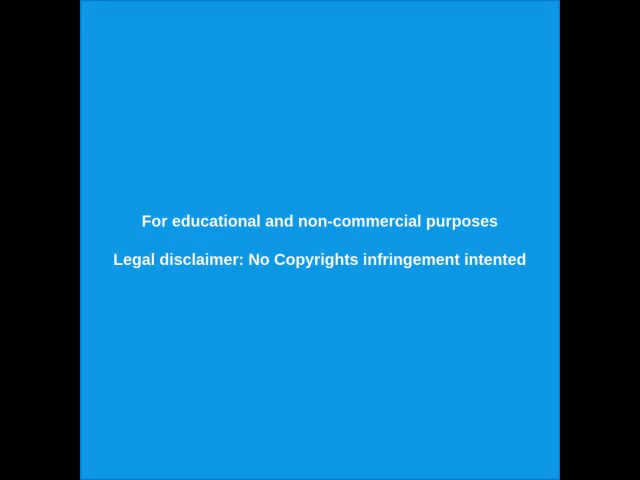 For educational and non-commercial purposes
Legal disclaimer: No Copyrights infringement intented